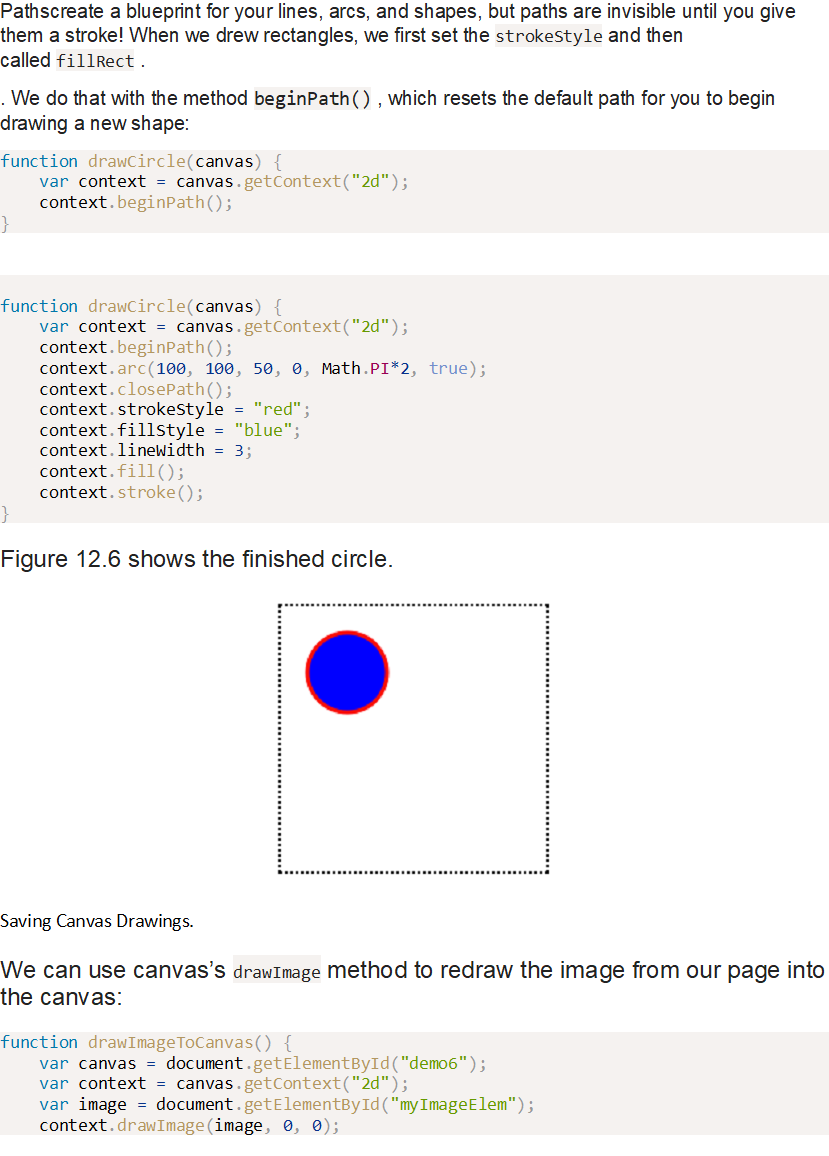 Pathscreate a blueprint for your lines, arcs, and shapes, but paths are invisible until you give
them a stroke! When we drew rectangles, we first set the strokeStyle and then
called fillRect .
. We do that with the method beginPath() , which resets the default path for you to begin
drawing a new shape:
function drawCircle(canvas) {
    var context = canvas.getContext("2d");
    context.beginPath();
}
function drawCircle(canvas) {
    var context = canvas.getContext("2d");
    context.beginPath();
    context.arc(100, 100, 50, 0, Math.PI*2, true);
    context.closePath();
    context.strokeStyle = "red";
    context.fillStyle = "blue";
    context.lineWidth = 3;
    context.fill();
    context.stroke();
}
Figure 12.6 shows the finished circle.
Saving Canvas Drawings.
We can use canvas’s drawImage method to redraw the image from our page into
the canvas:
function drawImageToCanvas() {
    var canvas = document.getElementById("demo6");
    var context = canvas.getContext("2d");
    var image = document.getElementById("myImageElem");
    context.drawImage(image, 0, 0);